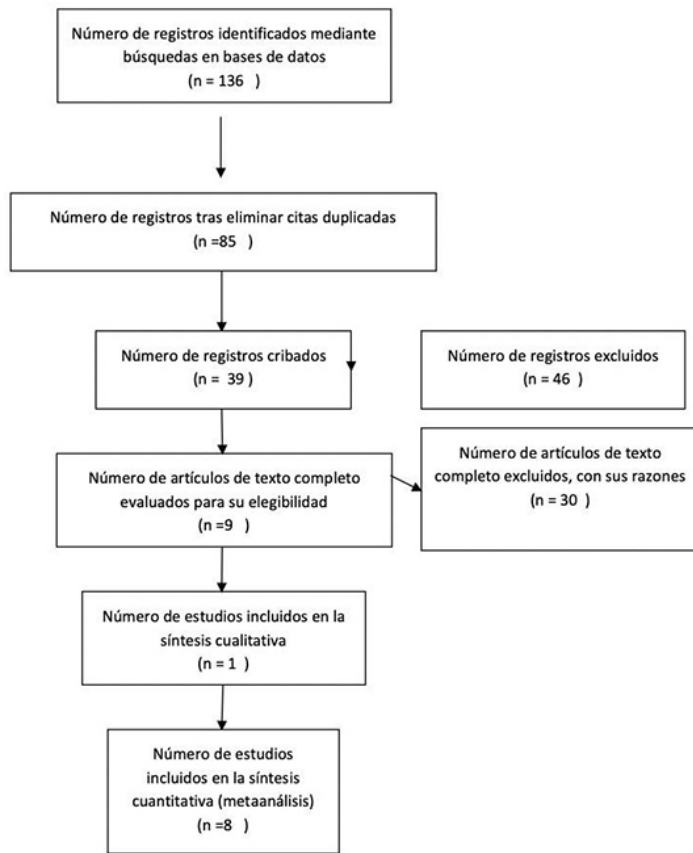 Número de registros identificados mediante
búsquedas en bases de datos
(n = 136 )
Número de registros tras eliminar citas duplicadas
(n =85 )
Número de registros cribados
(n = 39 )
Número de registros excluidos
(n = 46 )
Número de artículos de texto completo
evaluados para su elegibilidad
(n =9 )
Número de artículos de texto
completo excluidos, con sus razones
(n = 30 )
Número de estudios incluidos en la
síntesis cualitativa
(n = 1 )
Número de estudios
incluidos en la síntesis
cuantitativa (metaanálisis)
(n =8 )